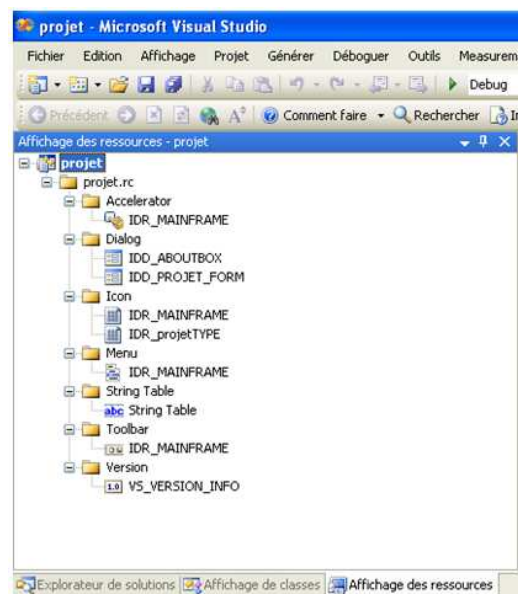 projet - Microsoft Visual Studio
Fichier Edition Affichage Projet Générer Déboguer Outils Measurem
Debug
Précédent A Comment faire Rechercher In
Affichage des ressources - projet
projet
projet.rc
Accelerator
IDR_MAINFRAME
Dialog
IDD_ABOUTBOX
IDD_PROJET_FORM
Icon
IDR_MAINFRAME
IDR_projetTYPE
Menu
IDR_MAINFRAME
String Table
abc String Table
Toolbar
IDR_MAINFRAME
Version
1.0 VS_VERSION_INFO
Explorateur de solutions Affichage de classes Affichage des ressources